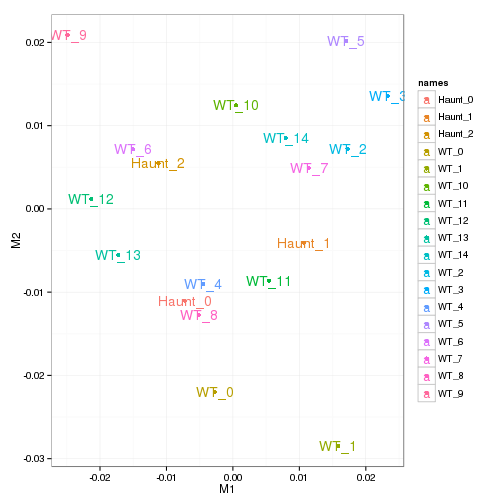 WT_9
WT_5
WT_3
WT_10
WT_14
WT_6
WT_2
Haunt_2
WT_7
WT_12
Haunt_1
WT_13
WT_4
WT_11
Haunt_0
WT_8
WT_0
WT_1
0.02
0.01
0.00
-0.01
-0.02
-0.03
M2
-0.02
-0.01
0.00
0.01
0.02
M1
names
a Haunt_0
a Haunt_1
a Haunt_2
a WT_0
a WT_1
a WT_10
a WT_11
a WT_12
a WT_13
a WT_14
a WT_2
a WT_3
a WT_4
a WT_5
a WT_6
a WT_7
a WT_8
a WT_9